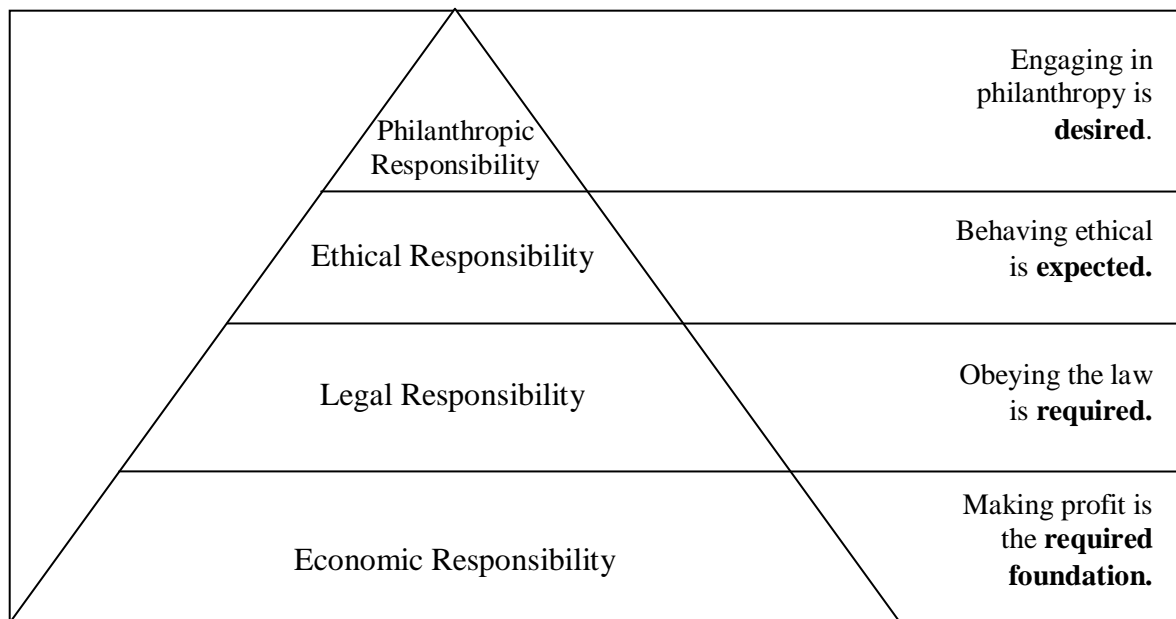 Philanthropic
Responsibility
Engaging in
philanthropy is
desired.
Ethical Responsibility
Behaving ethical
is expected.
Legal Responsibility
Obeying the law
is required.
Economic Responsibility
Making profit is
the required
foundation.